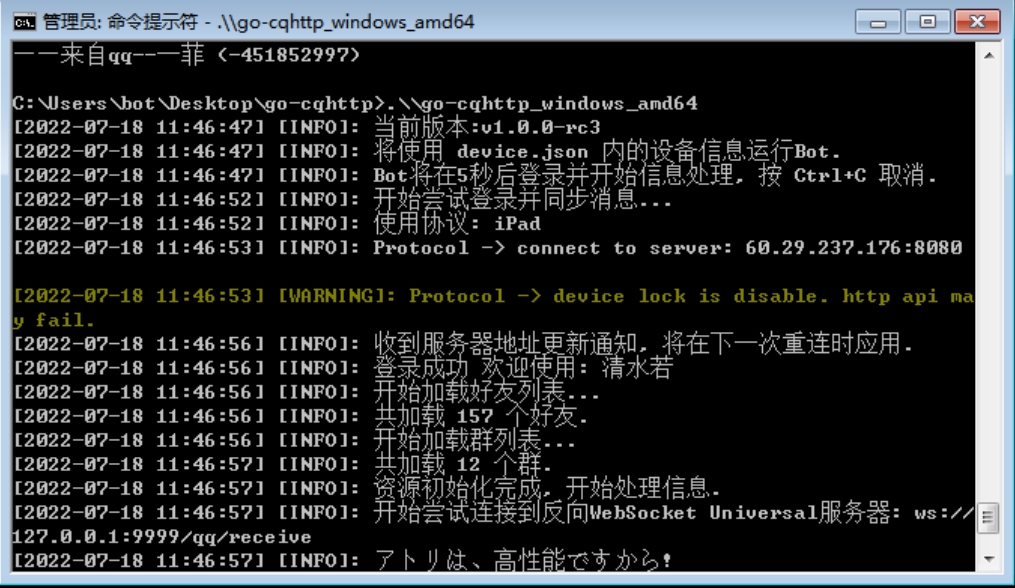 管理员: 命令提示符 - .\\go-cqhttp_windows_amd64
一一来自qq--一菲 (-451852997)
C:\Users\bot\Desktop\go-cqhttp>.\\go-cqhttp_windows_amd64
[2022-07-18 11:46:47] [INFO]: 当前版本:v1.0.0-rc3
[2022-07-18 11:46:47] [INFO]: 将使用 device.json 内的设备信息运行Bot.
[2022-07-18 11:46:47] [INFO]: Bot将在5秒后登录并开始信息处理, 按 Ctrl+C 取消.
[2022-07-18 11:46:52] [INFO]: 开始尝试登录并同步消息...
[2022-07-18 11:46:52] [INFO]: 使用协议: iPad
[2022-07-18 11:46:53] [INFO]: Protocol -> connect to server: 60.29.237.176:8080
[2022-07-18 11:46:53] [WARNING]: Protocol -> device lock is disable. http api ma
y fail.
[2022-07-18 11:46:56] [INFO]: 收到服务器地址更新通知, 将在下一次重连时应用.
[2022-07-18 11:46:56] [INFO]: 登录成功 欢迎使用: 清水若
[2022-07-18 11:46:56] [INFO]: 开始加载好友列表...
[2022-07-18 11:46:56] [INFO]: 共加载 157 个好友.
[2022-07-18 11:46:56] [INFO]: 开始加载群列表...
[2022-07-18 11:46:57] [INFO]: 共加载 12 个群.
[2022-07-18 11:46:57] [INFO]: 资源初始化完成, 开始处理信息.
[2022-07-18 11:46:57] [INFO]: 开始尝试连接到反向WebSocket Universal服务器: ws://
127.0.0.1:9999/qq/receive
[2022-07-18 11:46:57] [INFO]: アトリは、高性能ですから!